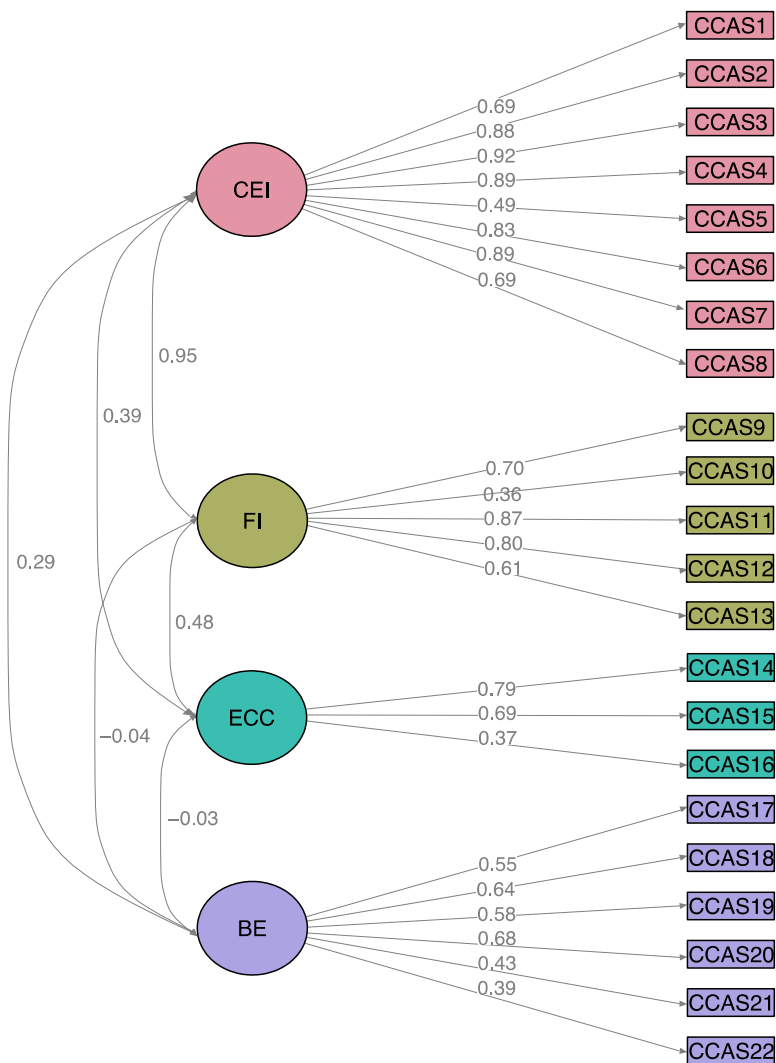 CCAS1
CCAS2
0.69
CCAS3
0.88
0.92
CCAS4
0.89
CEI
0.49
CCAS5
0.83
0.89
CCAS6
0.69
CCAS7
0.95
CCAS8
0.39
CCAS9
0.70
CCAS10
0.36
FI
0.87
CCAS11
0.80
0.29
0.61
CCAS12
CCAS13
0.48
CCAS14
0.79
ECC
0.69
CCAS15
−0.04
0.37
CCAS16
CCAS17
−0.03
CCAS18
0.55
0.64
0.58
CCAS19
BE
0.68
CCAS20
0.43
0.39
CCAS21
CCAS22